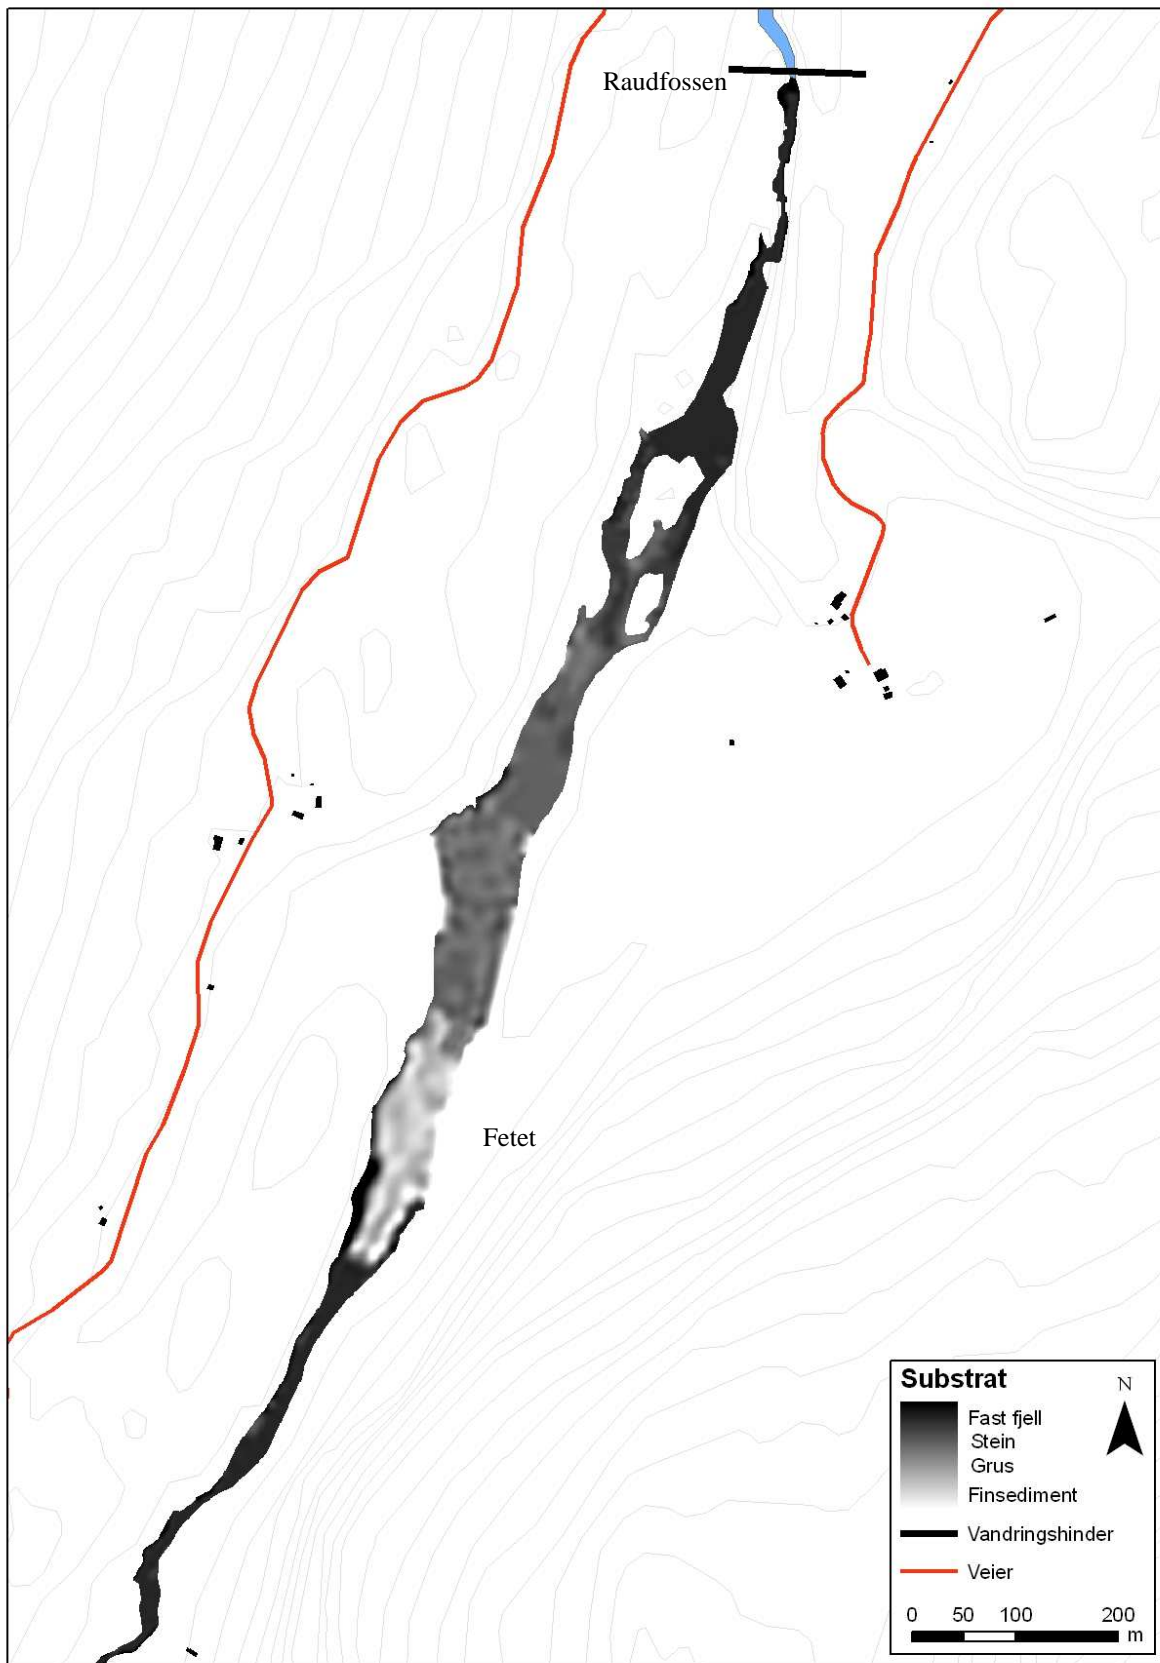 Raudfossen
Fetet
Substrat
N
Fast fjell
Stein
Grus
Finsediment
Vandringshinder
Veier
0 50 100 200
m